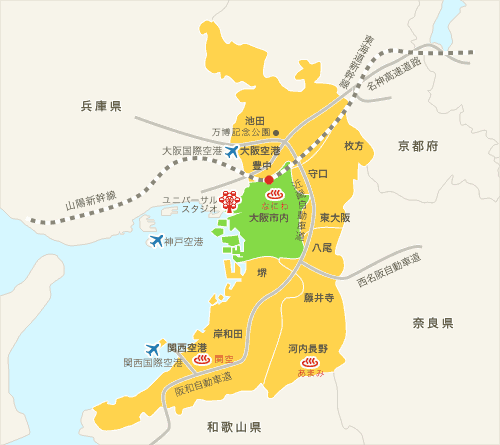 東海道新幹線
名神高速道路
兵庫県
池田
万博記念公園
大阪国際空港
大阪空港
豊中
枚方
京都府
守口
山陽新幹線
ユニバーサル
スタジオ
なにわ
大阪市内
近畿自動車道
東大阪
神戸空港
八尾
堺
西名阪自動車道
藤井寺
岸和田
奈良県
関西空港
関西国際空港
関空
河内長野
あまみ
阪和自動車道
和歌山県